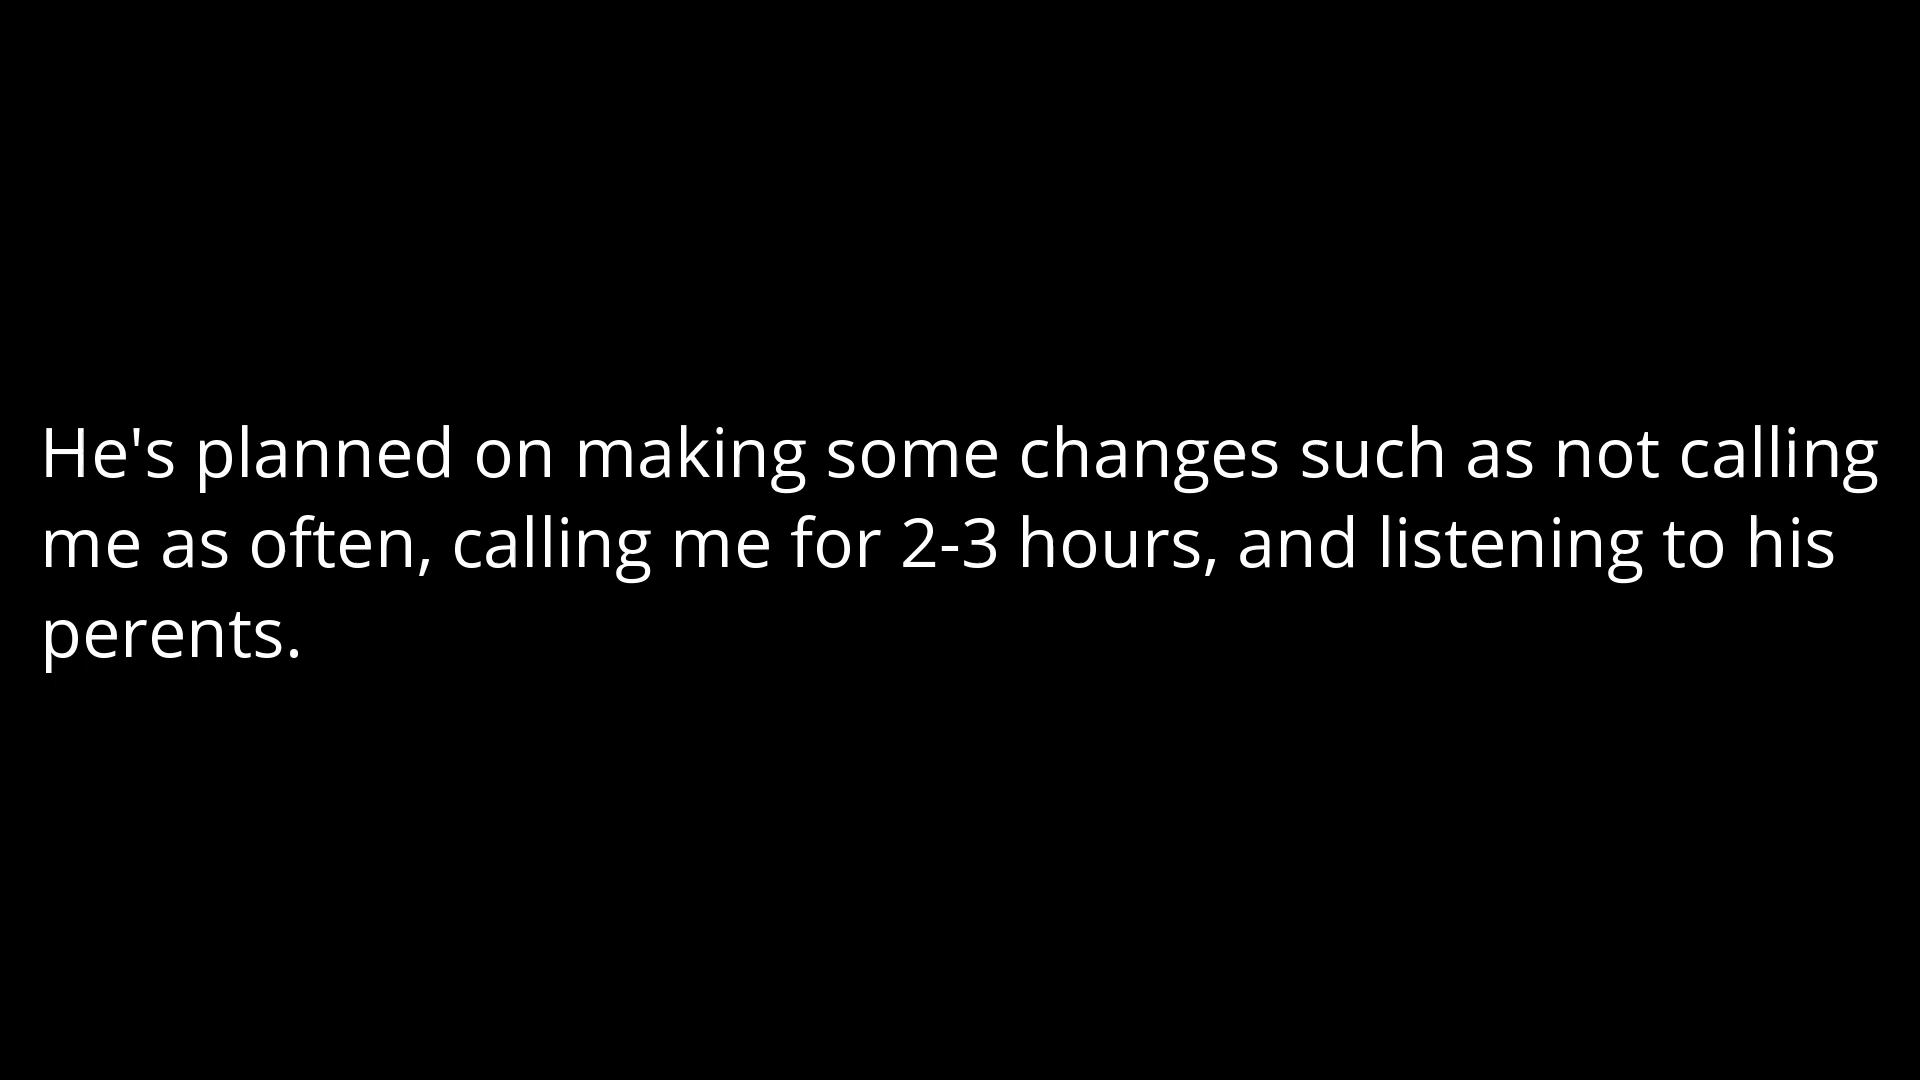 He's planned on making some changes such as not calling
me as often, calling me for 2-3 hours, and listening to his
perents.